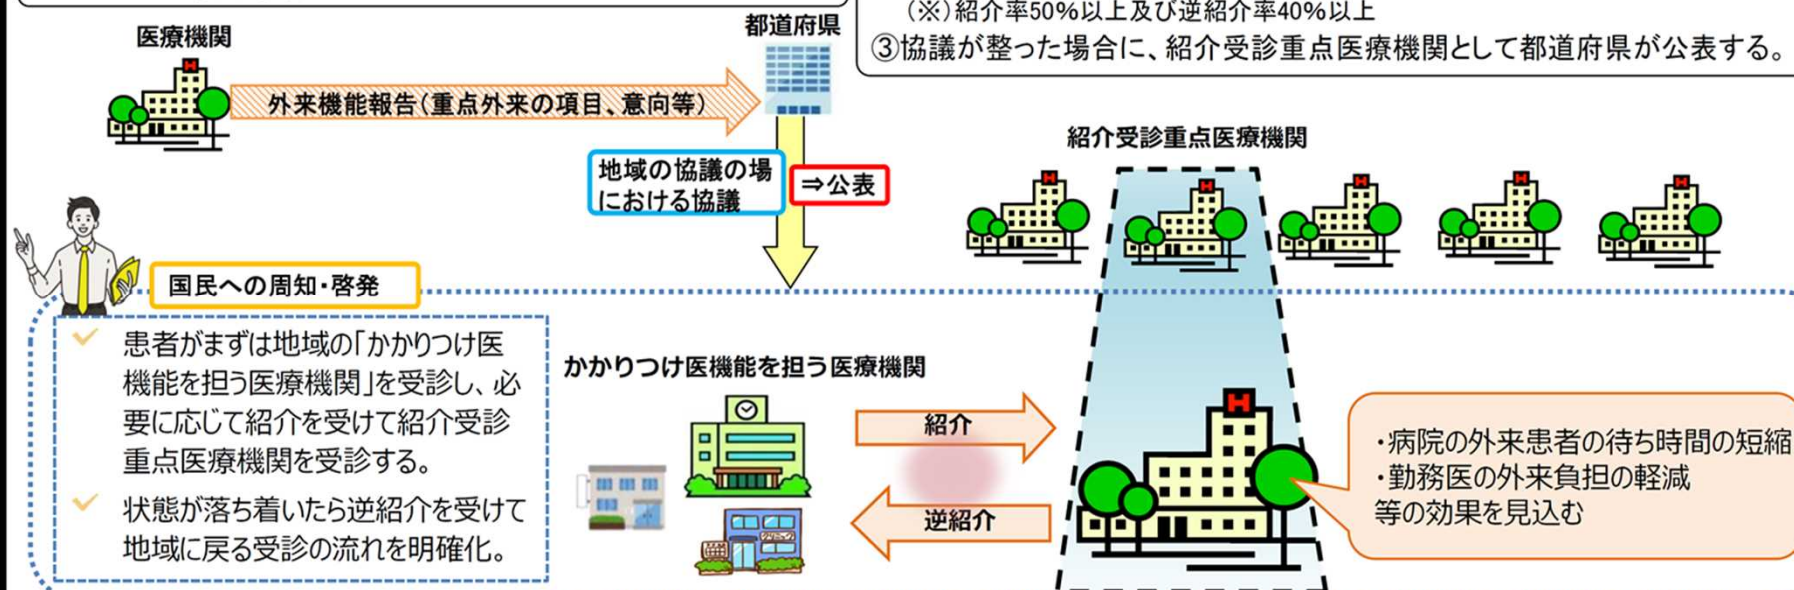 （※）紹介率50％以上及び逆紹介率40％以上
③協議が整った場合に、紹介受診重点医療機関として都道府県が公表する。
医療機関
都道府県
外来機能報告（重点外来の項目、意向等）
地域の協議の場
における協議
⇒公表
紹介受診重点医療機関
H
H
H
H
H
H
国民への周知・啓発
患者がまずは地域の「かかりつけ医
機能を担う医療機関」を受診し、必
要に応じて紹介を受けて紹介受診
重点医療機関を受診する。
状態が落ち着いたら逆紹介を受けて
地域に戻る受診の流れを明確化。
かかりつけ医機能を担う医療機関
クリニック
紹介
逆紹介
H
・病院の外来患者の待ち時間の短縮
・勤務医の外来負担の軽減
等の効果を見込む